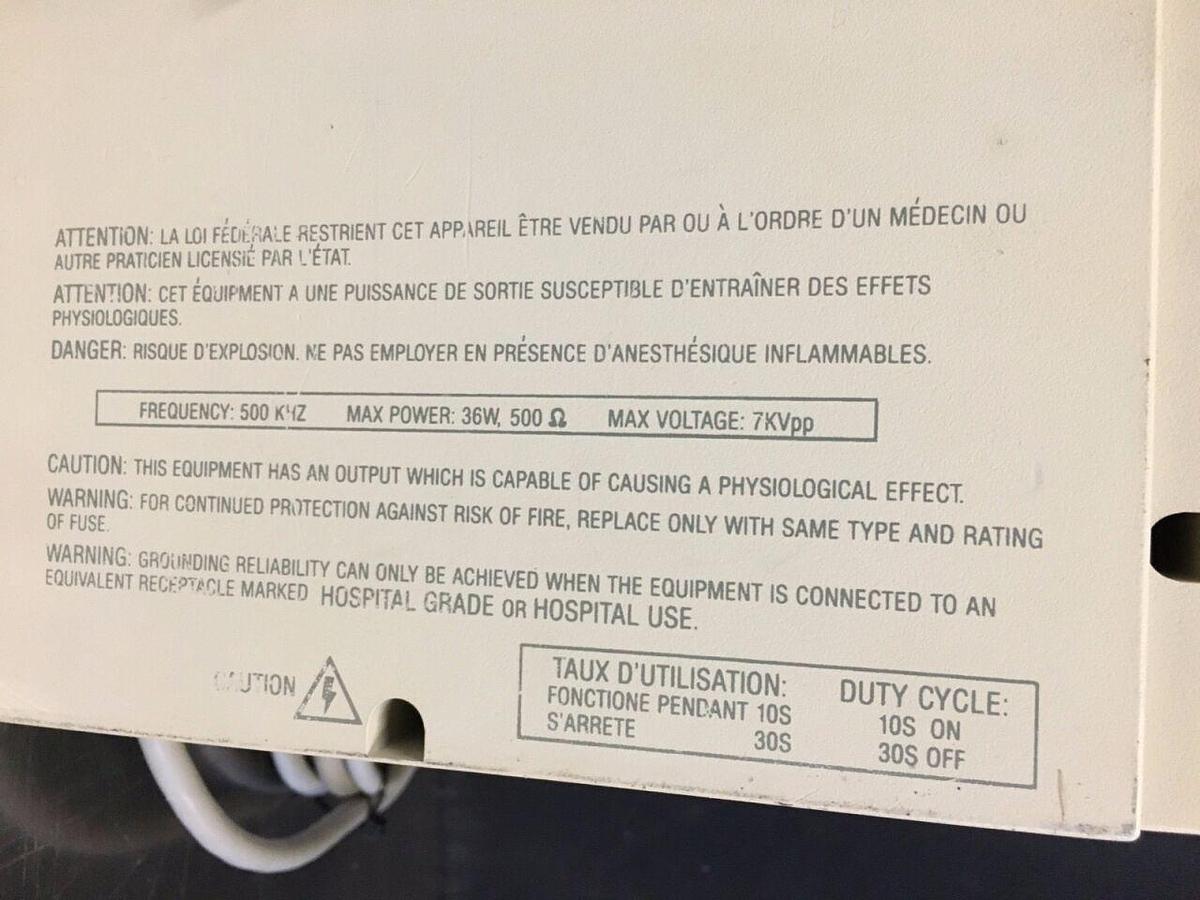 ATTENTION: LA LOI FÉDÉRALE RESTRIENT CET APPAREIL ÊTRE VENDU PAR OU À L'ORDRE D'UN MÉDECIN OU
AUTRE PRATICIEN LICENSIÉ PAR L'ÉTAT.
ATTENTION: CET ÉQUIPMENT A UNE PUISSANCE DE SORTIE SUSCEPTIBLE D'ENTRAÎNER DES EFFETS
PHYSIOLOGIQUES.
DANGER: RISQUE D'EXPLOSION. NE PAS EMPLOYER EN PRÉSENCE D'ANESTHÉSIQUE INFLAMMABLES.
FREQUENCY: 500 KHZ MAX POWER: 36W, 500 Ω MAX VOLTAGE: 7KVpp
CAUTION: THIS EQUIPMENT HAS AN OUTPUT WHICH IS CAPABLE OF CAUSING A PHYSIOLOGICAL EFFECT.
WARNING: FOR CONTINUED PROTECTION AGAINST RISK OF FIRE, REPLACE ONLY WITH SAME TYPE AND RATING
OF FUSE.
WARNING: GROUNDING RELIABILITY CAN ONLY BE ACHIEVED WHEN THE EQUIPMENT IS CONNECTED TO AN
EQUIVALENT RECEPTACLE MARKED HOSPITAL GRADE OR HOSPITAL USE.
CAUTION
TAUX D'UTILISATION: DUTY CYCLE:
FONCTIONE PENDANT 10S 10S ON
S'ARRETE 30S 30S OFF